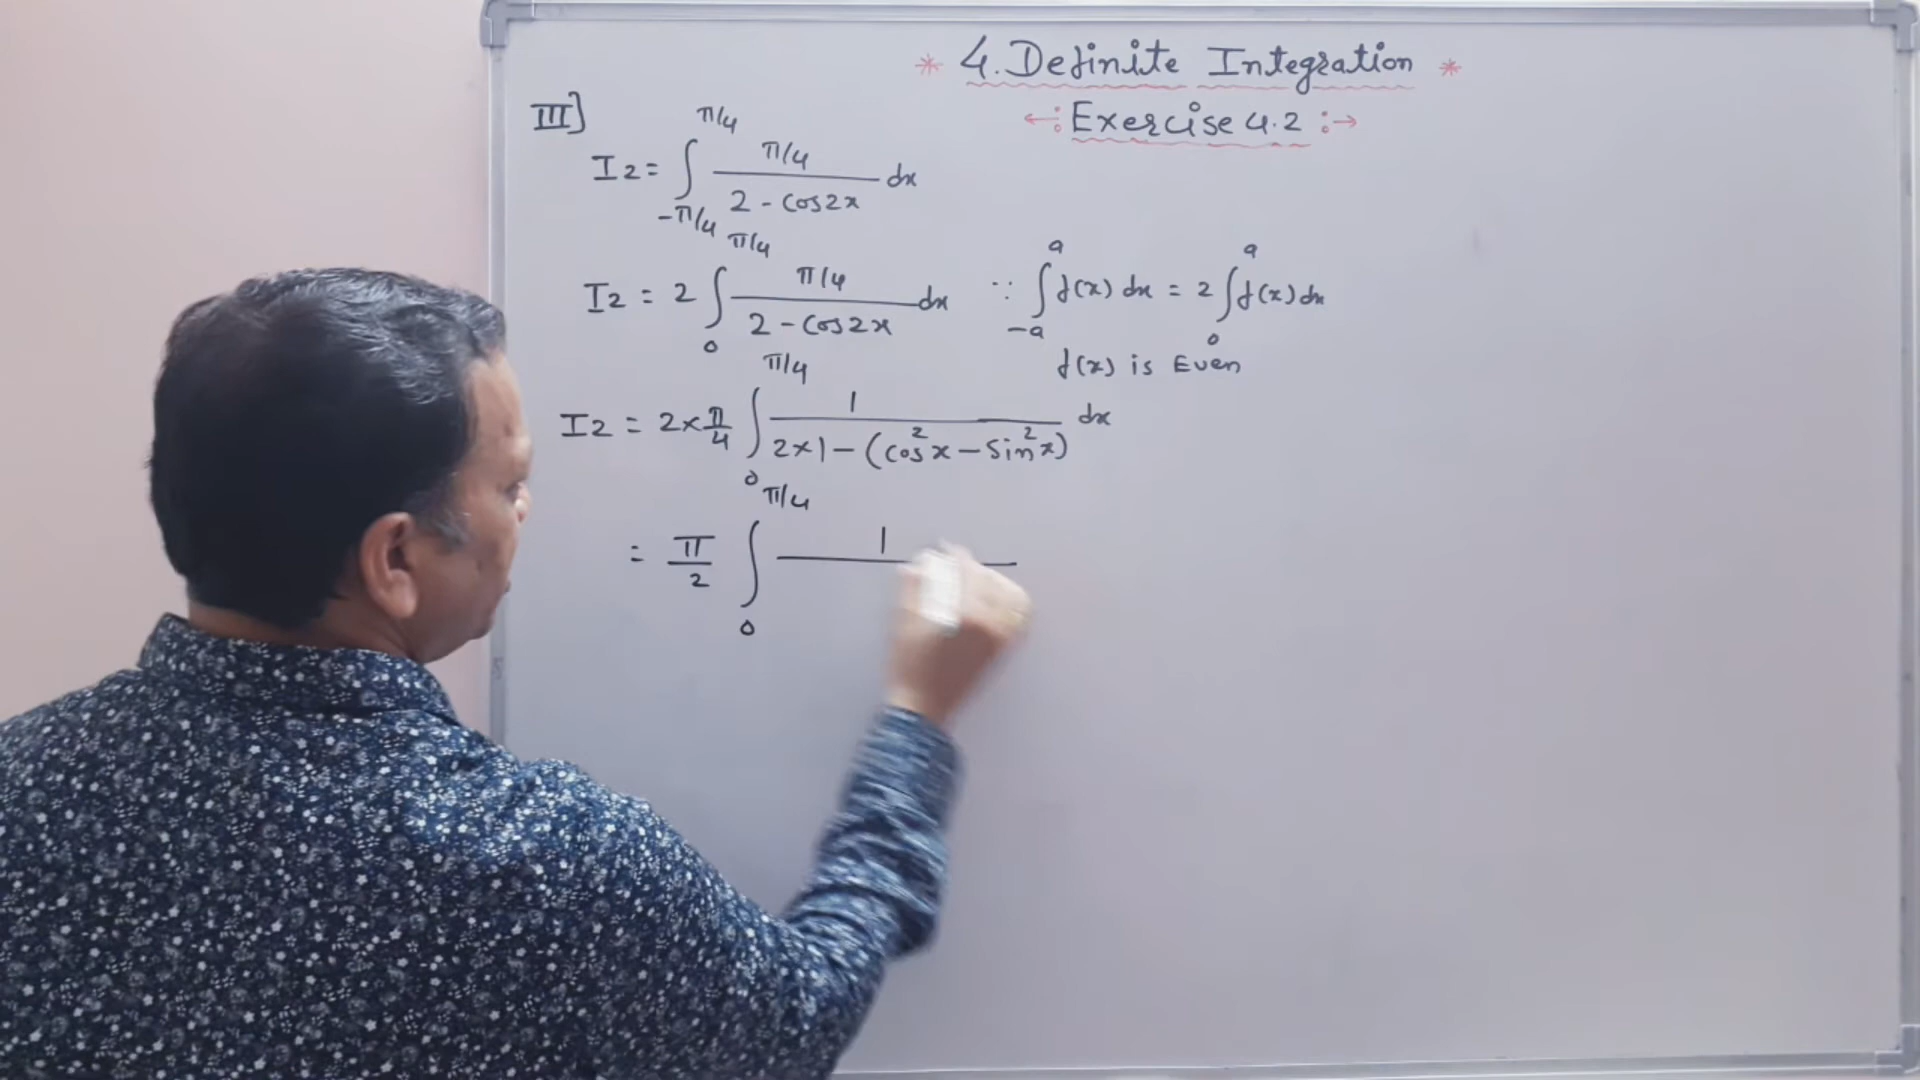 * 4. Definite Integration *
←: Exercise 4.2 :→
III]
I2 = ∫_{-π/4}^{π/4} (π/4)/(2 - cos2x) dx
I2 = 2 ∫_{0}^{π/4} (π/4)/(2 - cos2x) dx ∵ ∫_{-a}^{a} f(x) dx = 2 ∫_{0}^{a} f(x) dx
f(x) is Even
I2 = 2 × π/4 ∫_{0}^{π/4} 1/(2×1 - (cos²x - sin²x)) dx
= π/2 ∫_{0}^{π/4} 1